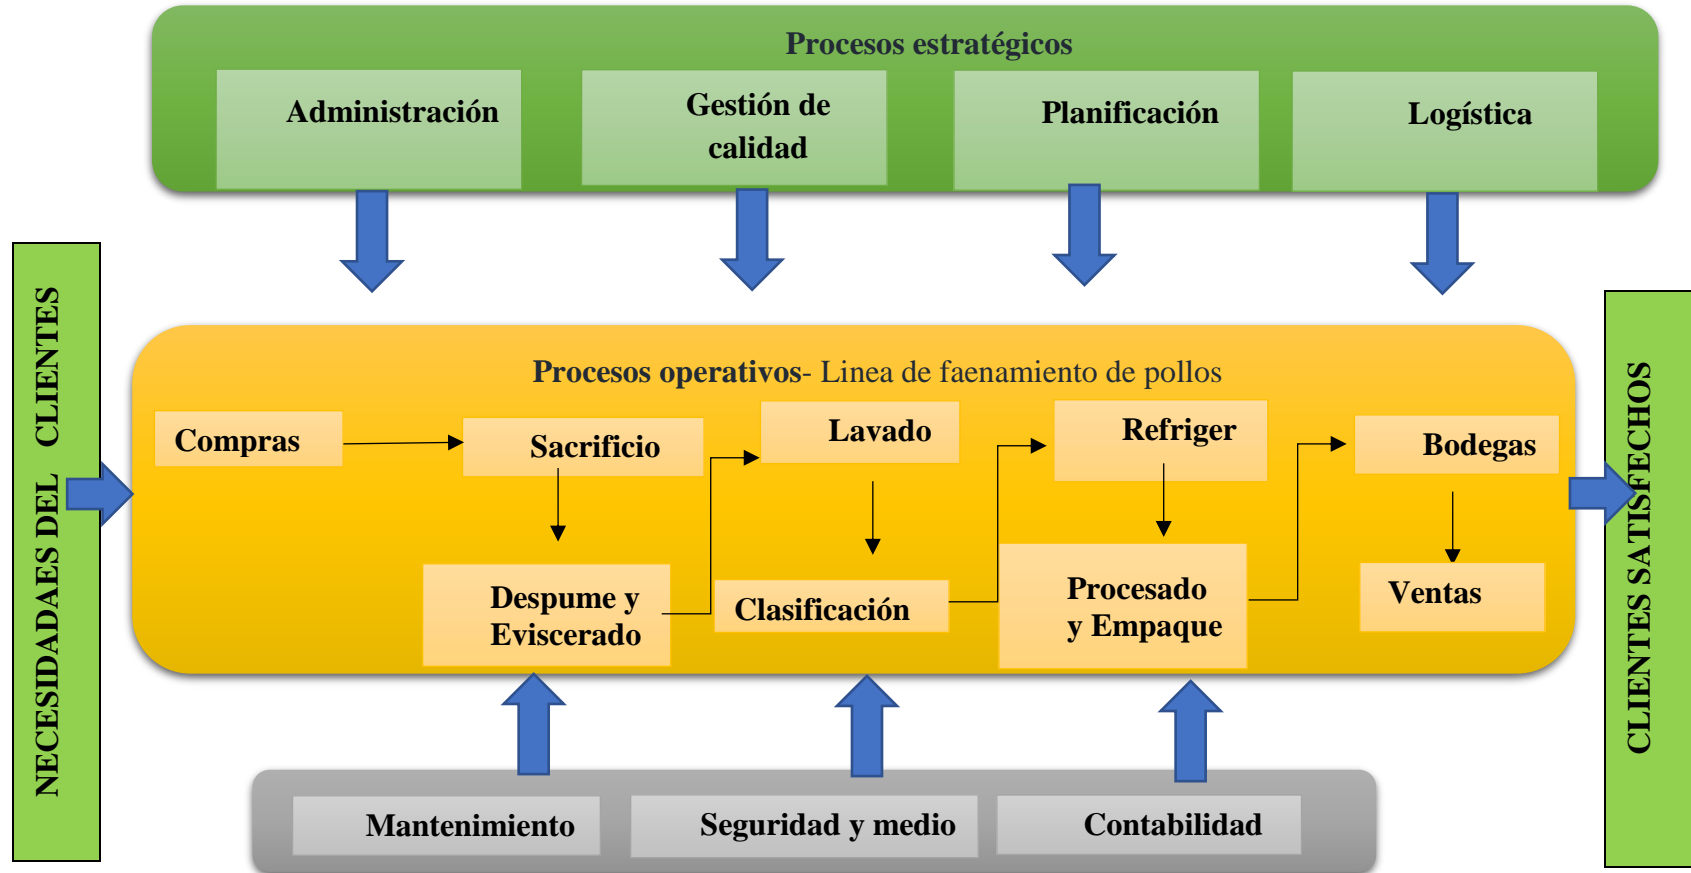 Procesos estratégicos
Administración
Gestión de
calidad
Planificación
Logística
NECESIDADAES DEL CLIENTES
Procesos operativos- Linea de faenamiento de pollos
Compras
Sacrificio
Lavado
Refriger
Bodegas
Despume y
Eviscerado
Clasificación
Procesado
y Empaque
Ventas
CLIENTES SATISFECHOS
Mantenimiento
Seguridad y medio
Contabilidad